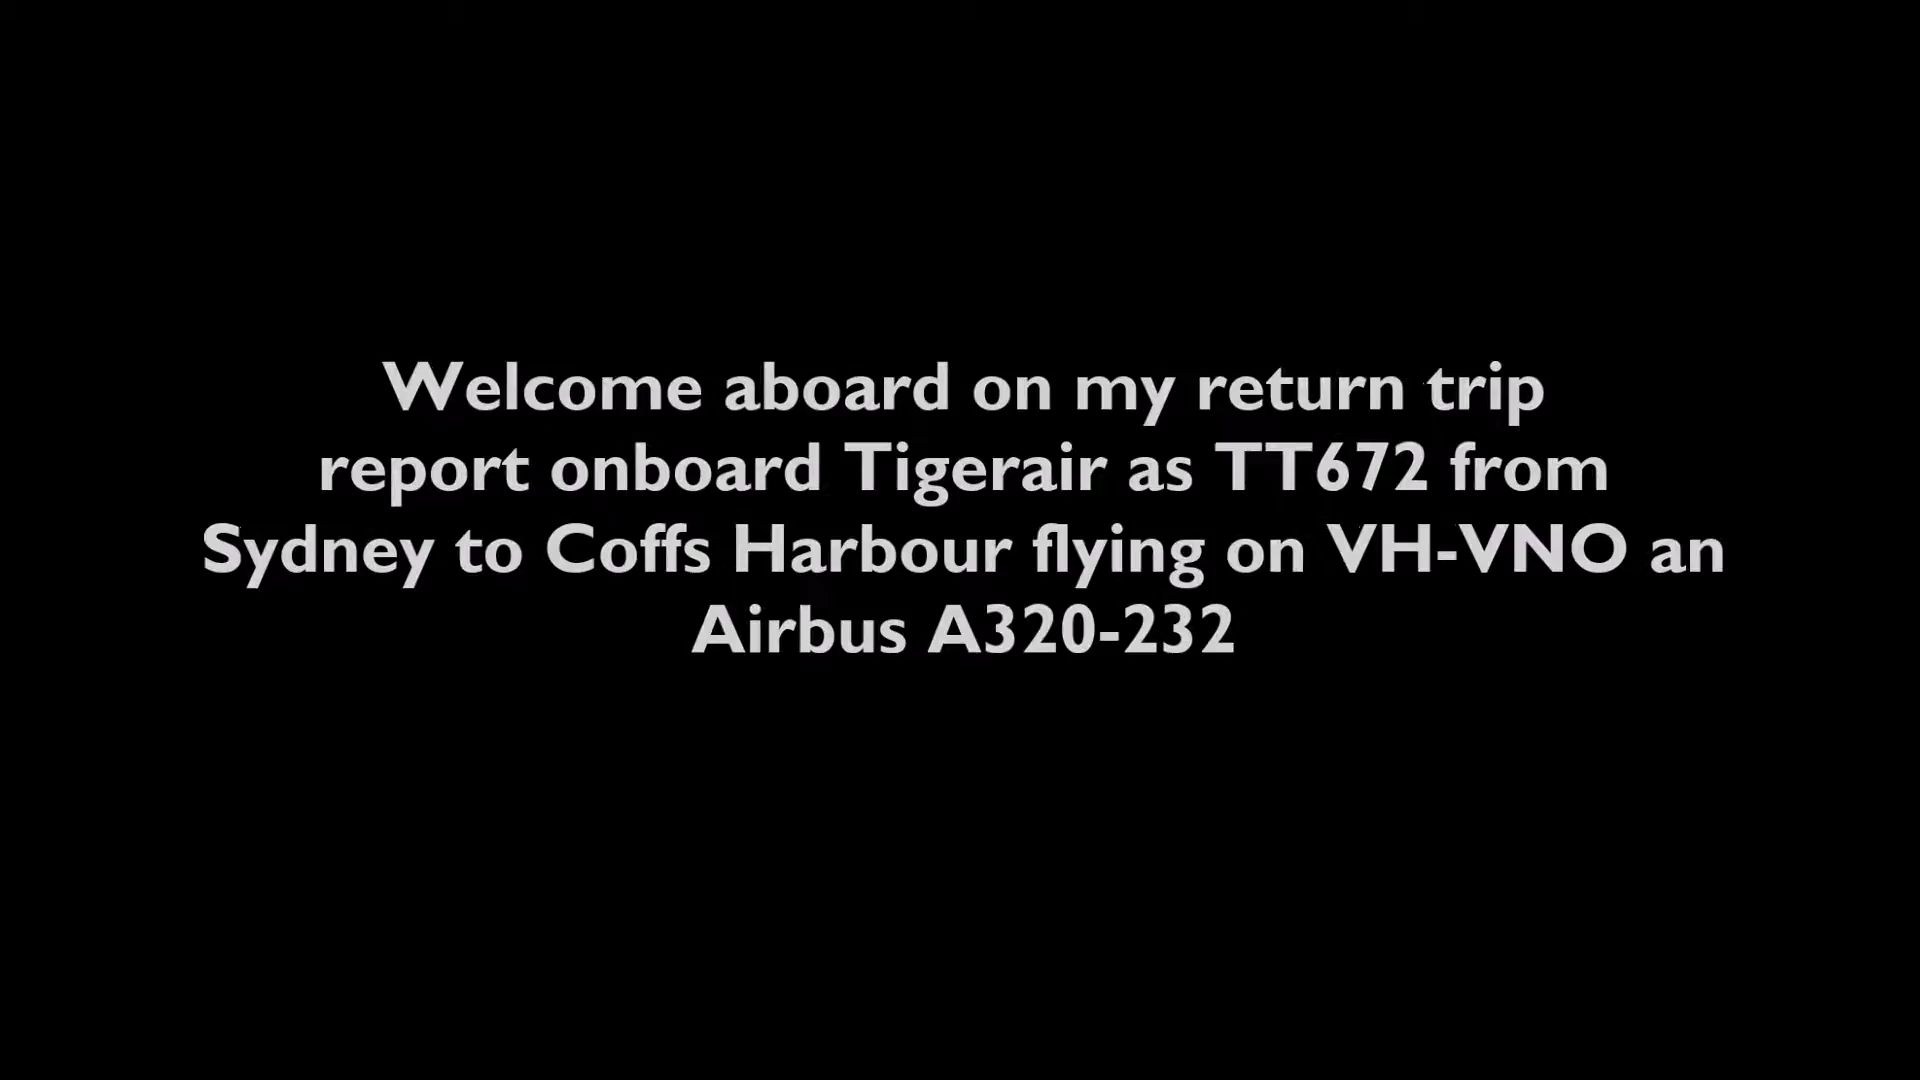 Welcome aboard on my return trip
report onboard Tigerair as TT672 from
Sydney to Coffs Harbour flying on VH-VNO an
Airbus A320-232